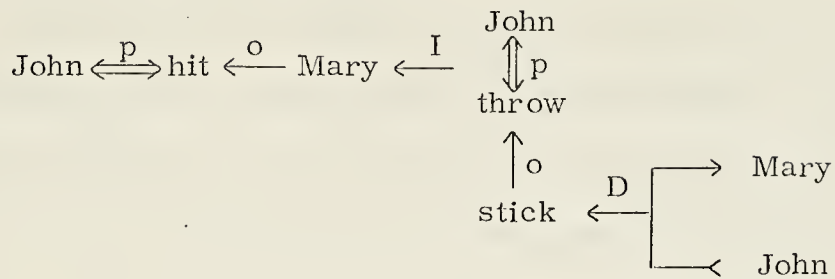 John
John p hit o Mary I p
throw
o
stick D Mary
John